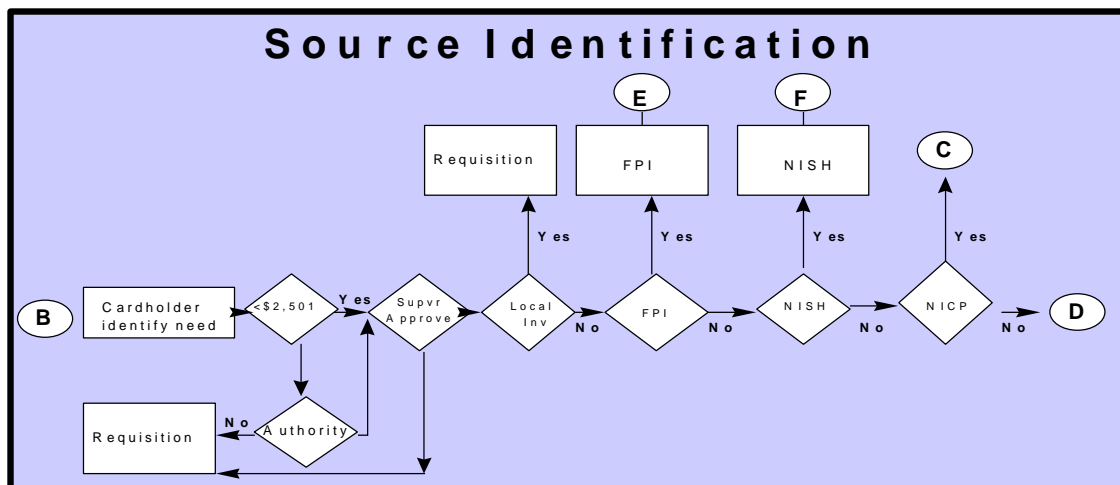 Source Identification
E
F
C
Requisition
FPI
NISH
Yes
Yes
Yes
Yes
B
Cardholder
identify need
<$2,501
Yes
Supvr
Approve
Local
Inv
No
FPI
No
NISH
No
NICP
No
D
Requisition
No
Authority